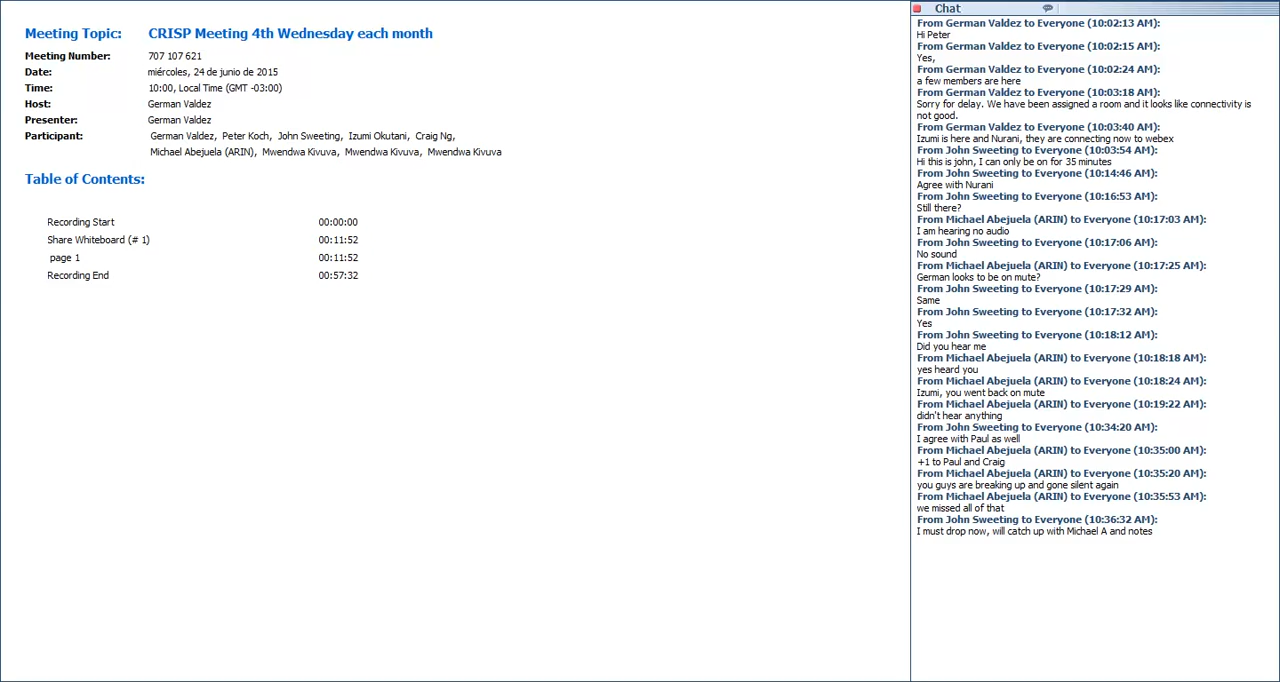 Meeting Topic: CRISP Meeting 4th Wednesday each month
Meeting Number: 707 107 621
Date: miércoles, 24 de junio de 2015
Time: 10:00, Local Time (GMT -03:00)
Host: German Valdez
Presenter: German Valdez
Participant: German Valdez, Peter Koch, John Sweeting, Izumi Okutani, Craig Ng,
Michael Abejuela (ARIN), Mwendwa Kivuva, Mwendwa Kivuva, Mwendwa Kivuva
Table of Contents:
Recording Start 00:00:00
Share Whiteboard (# 1) 00:11:52
page 1 00:11:52
Recording End 00:57:32
Chat
From German Valdez to Everyone (10:02:13 AM):
Hi Peter
From German Valdez to Everyone (10:02:15 AM):
Yes,
From German Valdez to Everyone (10:02:24 AM):
a few members are here
From German Valdez to Everyone (10:03:18 AM):
Sorry for delay. We have been assigned a room and it looks like connectivity is
not good.
From German Valdez to Everyone (10:03:40 AM):
Izumi is here and Nurani, they are connecting now to webex
From John Sweeting to Everyone (10:03:54 AM):
Hi this is john, I can only be on for 35 minutes
From John Sweeting to Everyone (10:14:46 AM):
Agree with Nurani
From John Sweeting to Everyone (10:16:53 AM):
Still there?
From Michael Abejuela (ARIN) to Everyone (10:17:03 AM):
I am hearing no audio
From John Sweeting to Everyone (10:17:06 AM):
No sound
From Michael Abejuela (ARIN) to Everyone (10:17:25 AM):
German looks to be on mute?
From John Sweeting to Everyone (10:17:29 AM):
Same
From John Sweeting to Everyone (10:17:32 AM):
Yes
From John Sweeting to Everyone (10:18:12 AM):
Did you hear me
From Michael Abejuela (ARIN) to Everyone (10:18:18 AM):
yes heard you
From Michael Abejuela (ARIN) to Everyone (10:18:24 AM):
Izumi, you went back on mute
From Michael Abejuela (ARIN) to Everyone (10:19:22 AM):
didn't hear anything
From John Sweeting to Everyone (10:34:20 AM):
I agree with Paul as well
From Michael Abejuela (ARIN) to Everyone (10:35:00 AM):
+1 to Paul and Craig
From Michael Abejuela (ARIN) to Everyone (10:35:20 AM):
you guys are breaking up and gone silent again
From Michael Abejuela (ARIN) to Everyone (10:35:53 AM):
we missed all of that
From John Sweeting to Everyone (10:36:32 AM):
I must drop now, will catch up with Michael A and notes